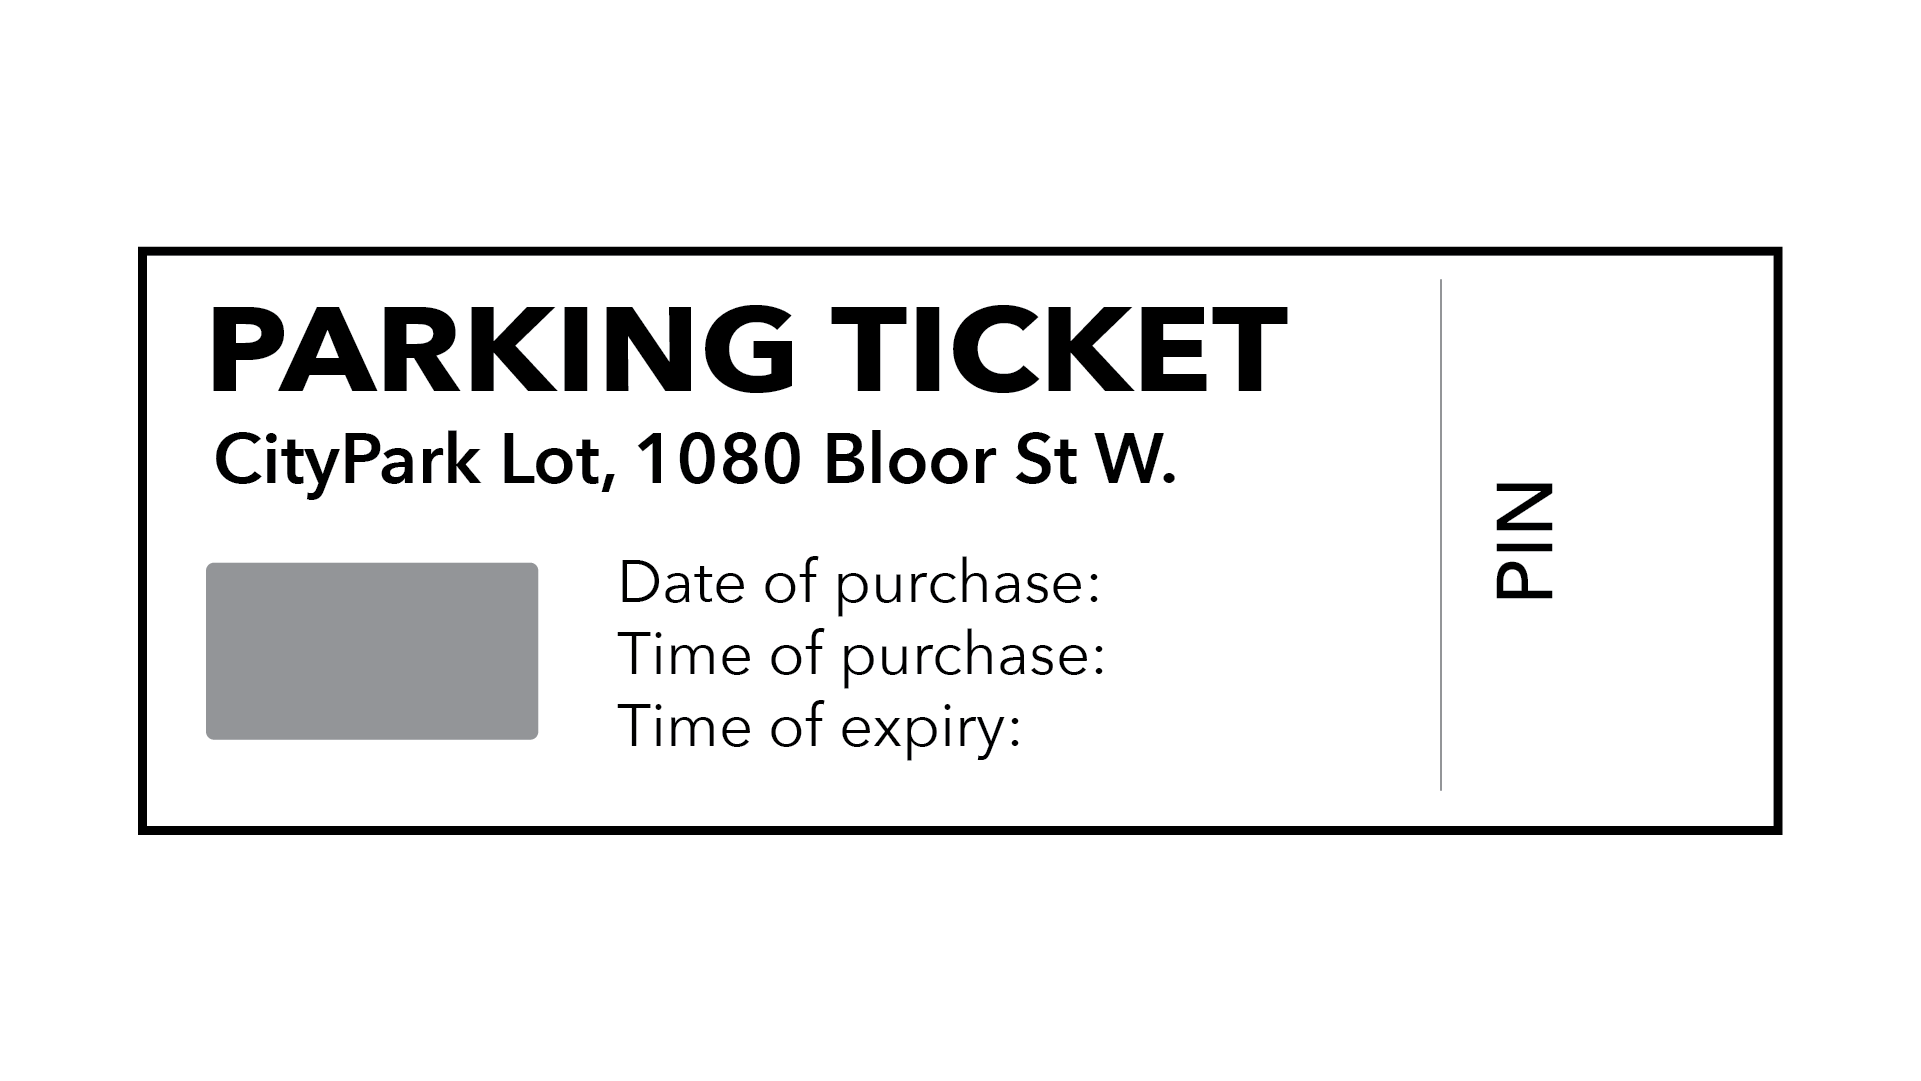 PARKING TICKET
CityPark Lot, 1080 Bloor St W.
Date of purchase:
Time of purchase:
Time of expiry:
PIN